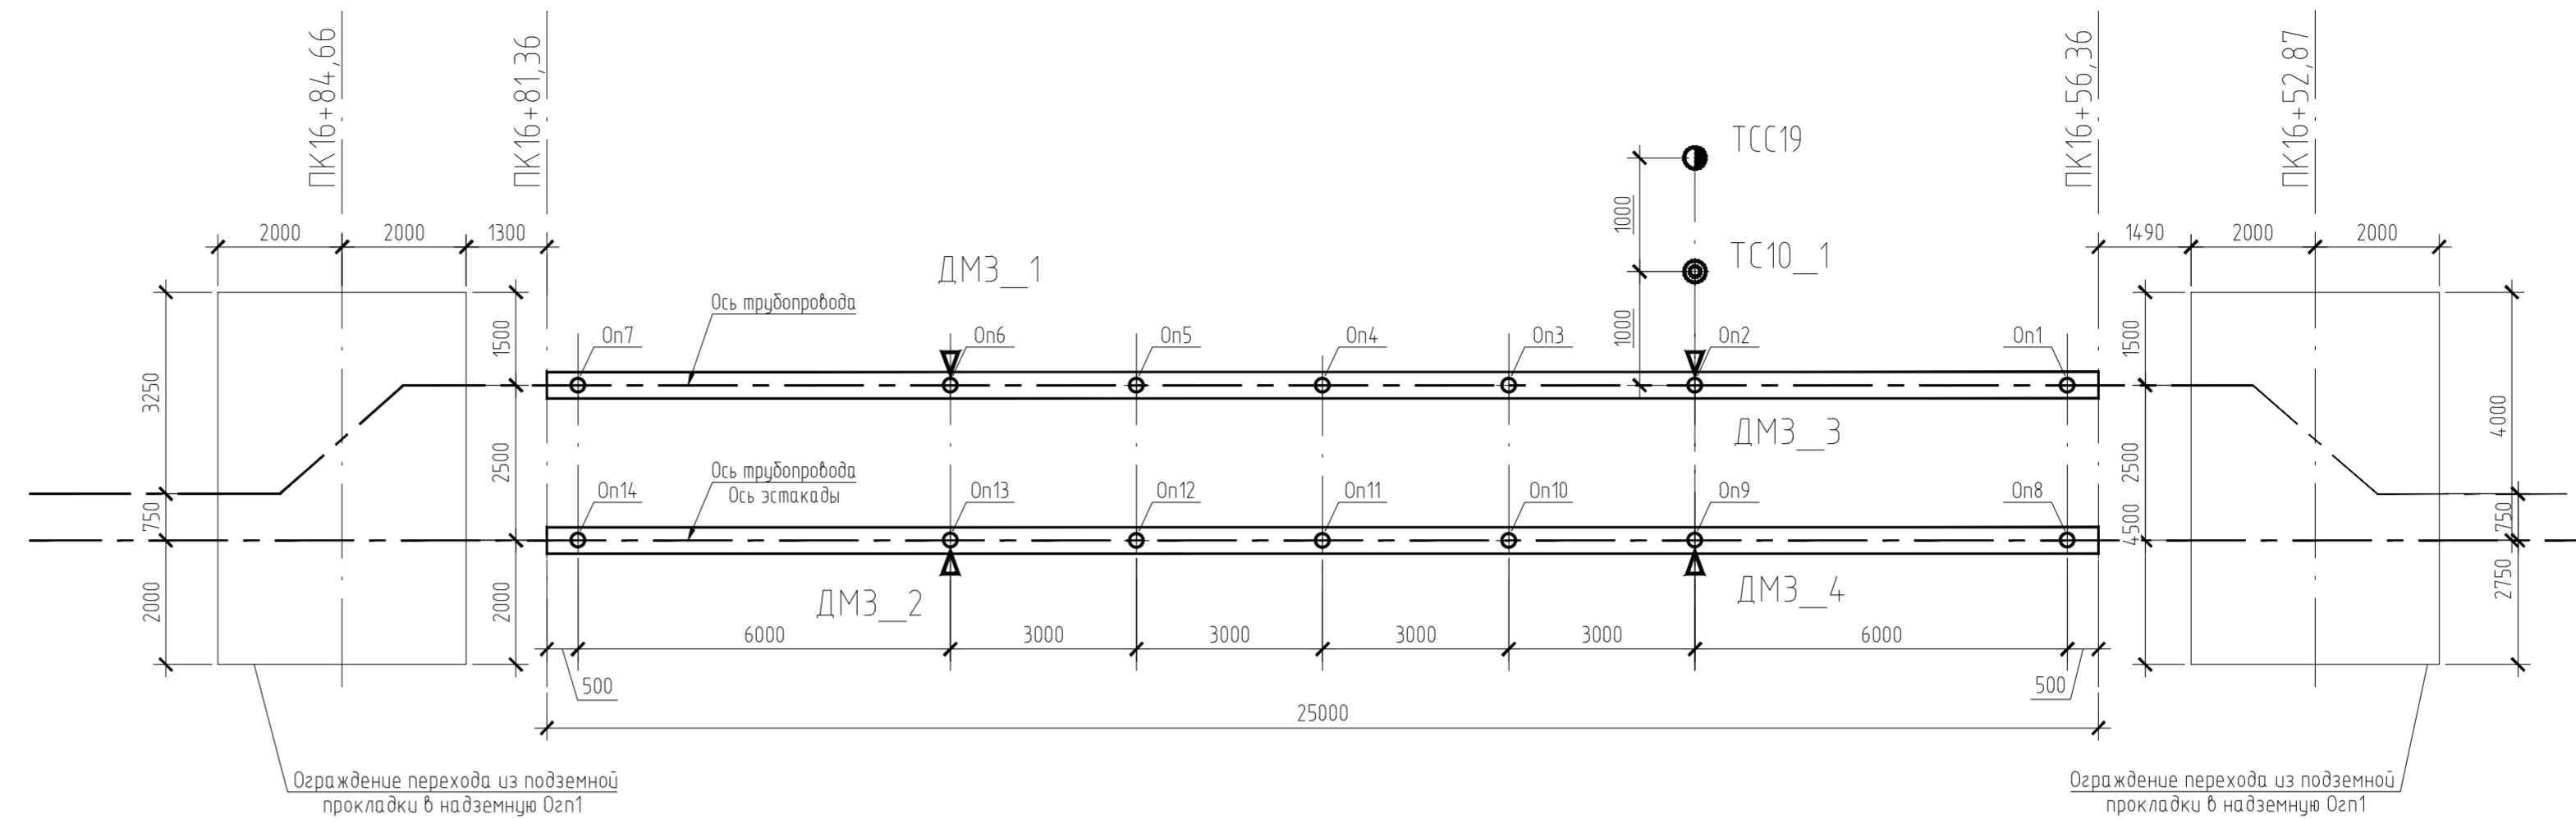 ПК16+84,66
ПК16+81,36
ПК16+56,36
ПК16+52,87
ТСС19
1000
ТС10_1
1000
2000
2000
1300
1490
2000
2000
ДМЗ_1
Ось трубопровода
Оп7
Оп6
Оп5
Оп4
Оп3
Оп2
Оп1
3250
1500
1500
4000
ДМЗ_3
2500
2500
Ось трубопровода
Ось эстакады
Оп14
Оп13
Оп12
Оп11
Оп10
Оп9
Оп8
750
4500
750
2000
2000
2750
ДМЗ_2
ДМЗ_4
6000
3000
3000
3000
3000
6000
500
500
25000
Ограждение перехода из подземной
прокладки в надземную Огп1
Ограждение перехода из подземной
прокладки в надземную Огп1